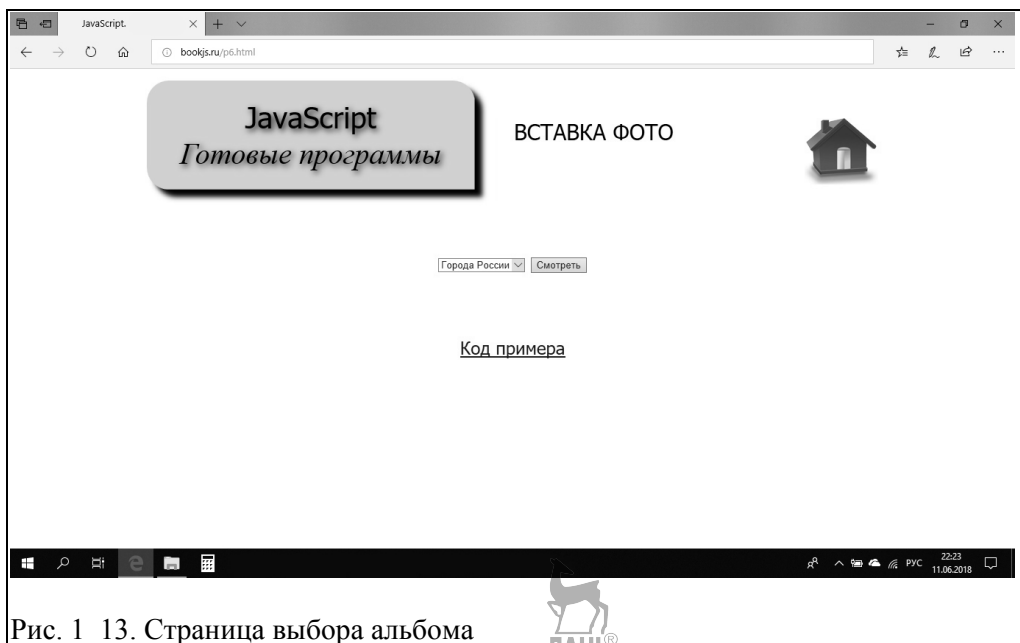 JavaScript.
bookjs.ru/p6.html
JavaScript
Готовые программы
ВСТАВКА ФОТО
Города России
Смотреть
Код примера
РУС
22:23
11.06.2018
Рис. 1 13. Страница выбора альбома